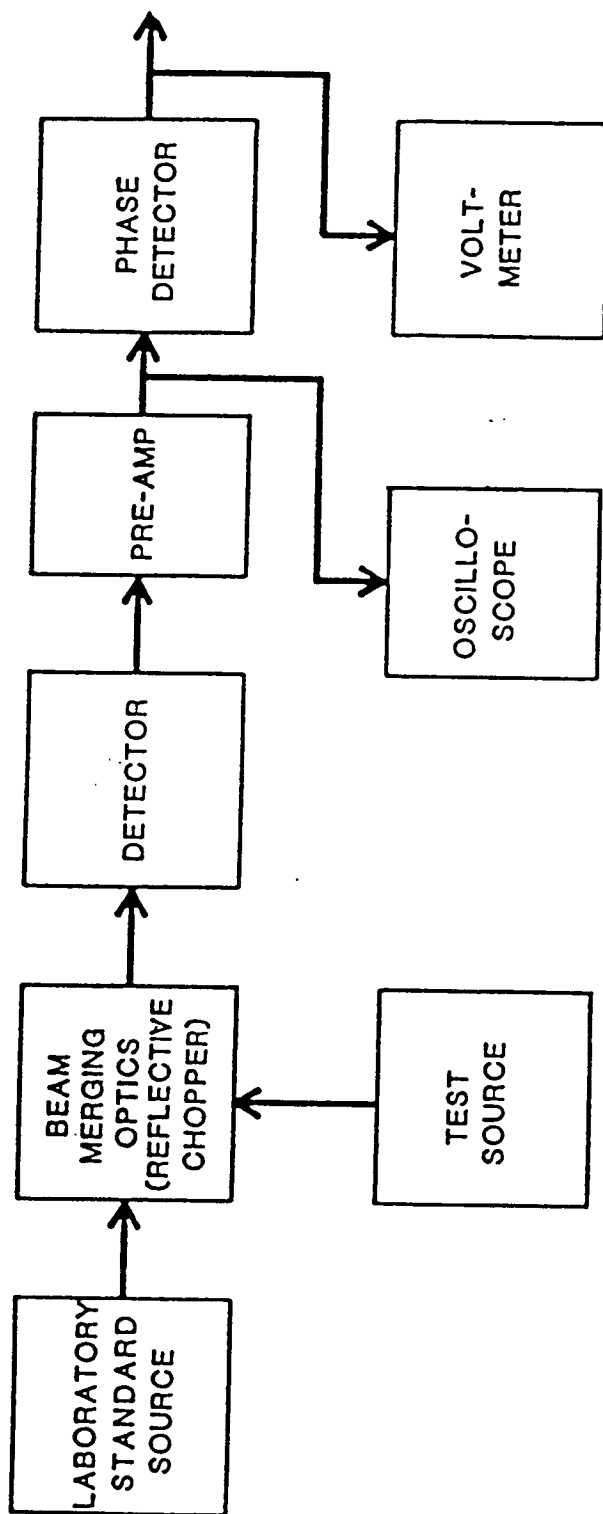 LABORATORY
STANDARD
SOURCE
BEAM
MERGING
OPTICS
(REFLECTIVE
CHOPPER)
DETECTOR
PRE-AMP
PHASE
DETECTOR
TEST
SOURCE
OSCILLO-
SCOPE
VOLT-
METER